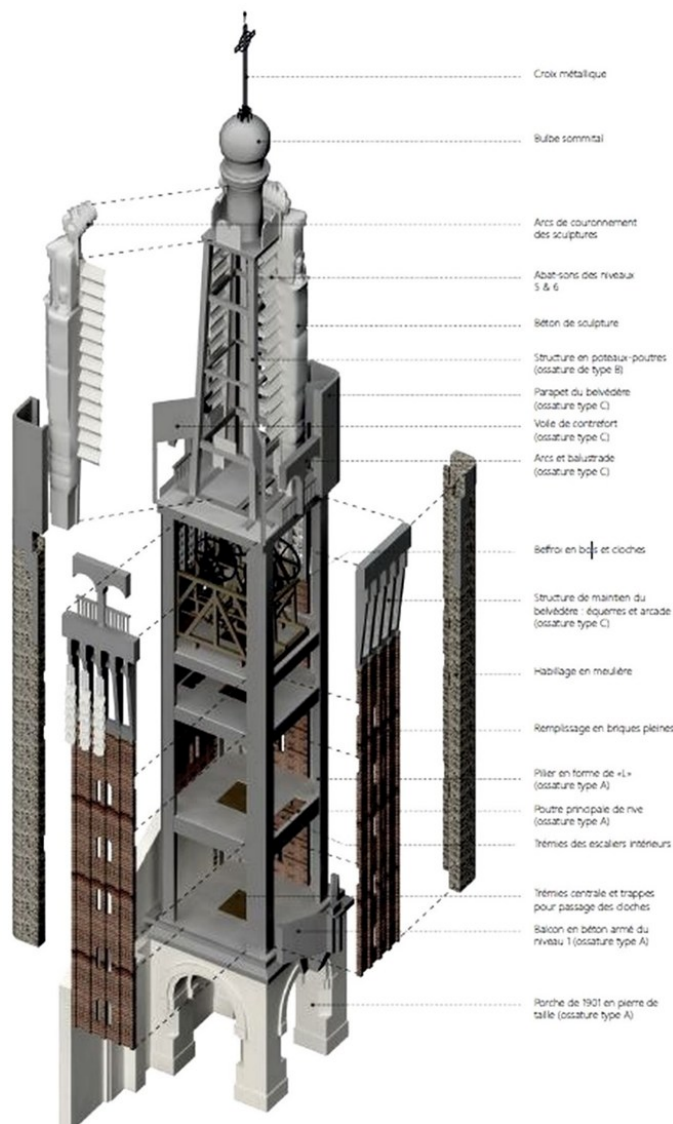 Croix métallique
Bulbe sommital
Arcs de couronnement
des sculptures
Abat-sons des niveaux
5 & 6
Béton de sculpture
Structure en poteaux-poutres
(ossature de type B)
Parapet du belvédère
(ossature type C)
Voile de contrefort
(ossature type C)
Arcs et balustrade
(ossature type C)
Beffroi en bois et cloches
Structure de maintien du
belvédère : équerres et arcade
(ossature type C)
Habillage en meulière
Remplissage en briques pleines
Pilier en forme de «L»
(ossature type A)
Poutre principale de rive
(ossature type A)
Trémies des escaliers intérieurs
Trémies centrale et trappes
pour passage des cloches
Balcon en béton armé du
niveau 1 (ossature type A)
Porche de 1901 en pierre de
taille (ossature type A)